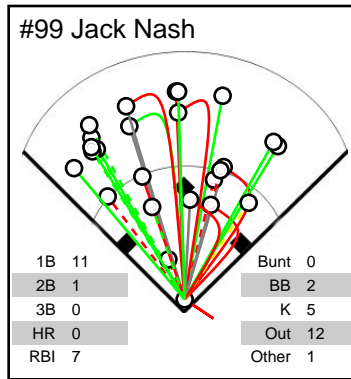 #99 Jack Nash
1B 11 Bunt 0
2B 1 BB 2
3B 0 K 5
HR 0 Out 12
RBI 7 Other 1